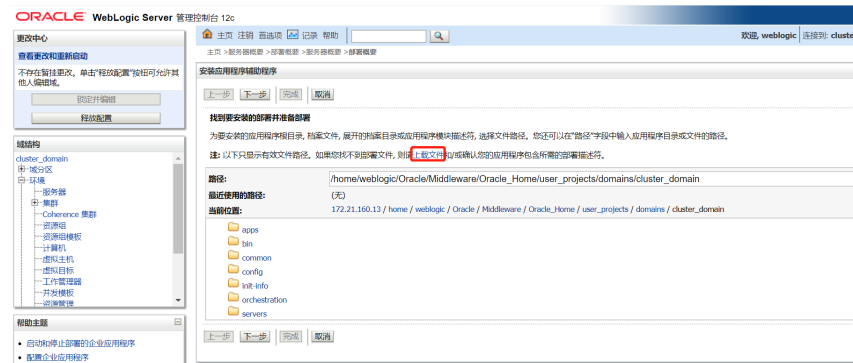 ORACLE WebLogic Server 管理控制台 12c
更改中心
查看更改和重新启动
不存在暂挂更改。单击"释放配置"按钮可允许其
他人编辑域。
锁定并编辑
释放配置
域结构
cluster_domain
域分区
环境
服务器
集群
Coherence 集群
资源组
资源组模板
计算机
虚拟主机
虚拟目标
工作管理器
并发模板
资源管理
帮助主题
启动和停止部署的企业应用程序
配置企业应用程序
主页 注销 首选项 记录 帮助
欢迎, weblogic 连接到: cluste
主页 >服务器概要 >部署概要 >服务器概要 >部署概要
安装应用程序辅助程序
上一步 下一步 完成 取消
找到要安装的部署并准备部署
为要安装的应用程序根目录, 档案文件, 展开的档案目录或应用程序模块描述符, 选择文件路径。您还可以在"路径"字段中输入应用程序目录或文件的路径。
注: 以下只显示有效文件路径。如果您找不到部署文件, 则请上载文件和/或确认您的应用程序包含所需的部署描述符。
路径: /home/weblogic/Oracle/Middleware/Oracle_Home/user_projects/domains/cluster_domain
最近使用的路径: (无)
当前位置: 172.21.160.13 / home / weblogic / Oracle / Middleware / Oracle_Home / user_projects / domains / cluster_domain
apps
bin
common
config
init-info
orchestration
servers
上一步 下一步 完成 取消